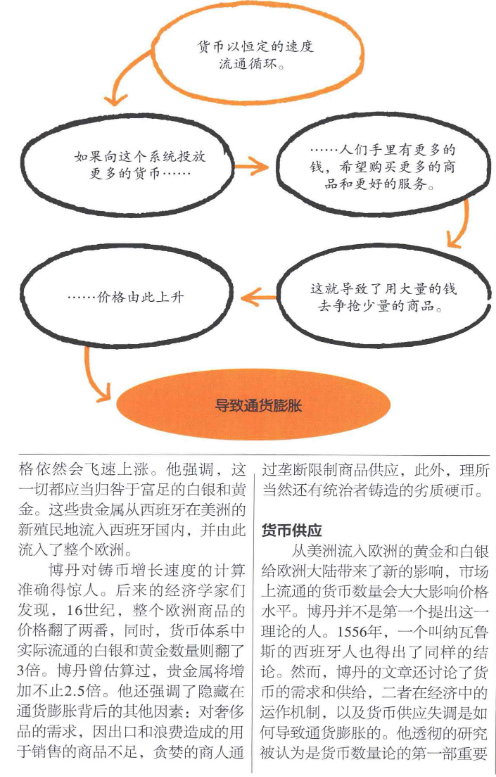 货币以恒定的速度
流通循环。
如果向这个系统投放
更多的货币……
……人们手里有更多的
钱，希望购买更多的商
品和更好的服务。
这就导致了用大量的钱
去争抢少量的商品。
……价格由此上升
导致通货膨胀
格依然会飞速上涨。他强调，这
一切都应当归咎于富足的白银和黄
金。这些贵金属从西班牙在美洲的
新殖民地流入西班牙国内，并由此
流入了整个欧洲。
博丹对铸币增长速度的计算
准确得惊人。后来的经济学家们
发现，16世纪，整个欧洲商品的
价格翻了两番，同时，货币体系中
实际流通的白银和黄金数量则翻了
3倍。博丹曾估算过，贵金属将增
加不止2.5倍。他还强调了隐藏在
通货膨胀背后的其他因素：对奢侈
品的需求，因出口和浪费造成的用
于销售的商品不足，贪婪的商人通
过垄断限制商品供应，此外，理所
当然还有统治者铸造的劣质硬币。
货币供应
从美洲流入欧洲的黄金和白银
给欧洲大陆带来了新的影响，市场
上流通的货币数量会大大影响价格
水平。博丹并不是第一个提出这一
理论的人。1556年，一个叫纳瓦鲁
斯的西班牙人也得出了同样的结
论。然而，博丹的文章还讨论了货
币的需求和供给，二者在经济中的
运作机制，以及货币供应失调是如
何导致通货膨胀的。他透彻的研究
被认为是货币数量论的第一部重要